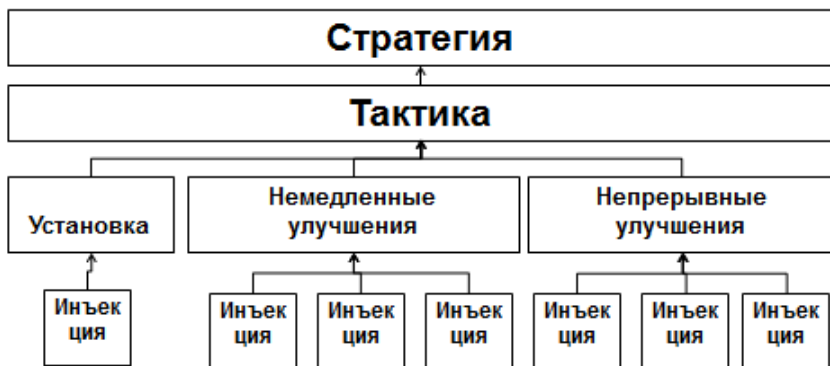 Стратегия
Тактика
Установка
Немедленные
улучшения
Непрерывные
улучшения
Инъек
ция
Инъек
ция
Инъек
ция
Инъек
ция
Инъек
ция
Инъек
ция
Инъек
ция